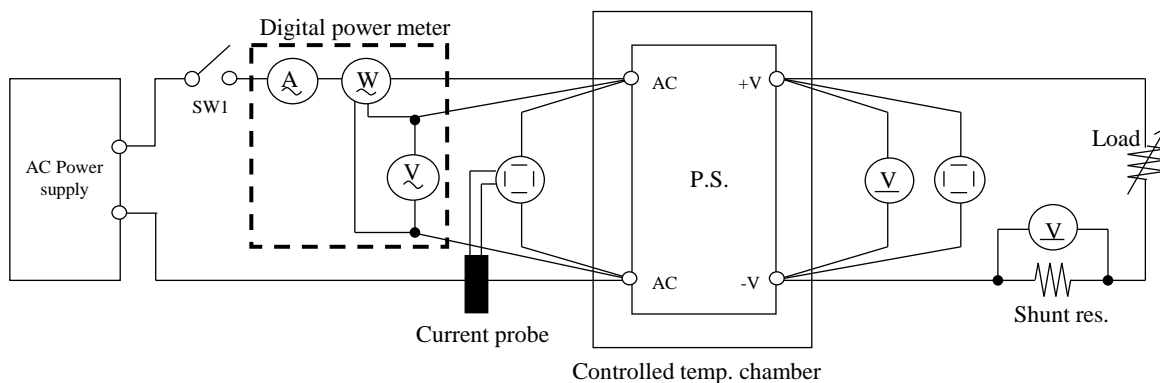 Digital power meter
A
W
SW1
AC Power
supply
V
AC
+V
P.S.
AC
-V
V
Load
V
Shunt res.
Current probe
Controlled temp. chamber